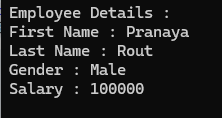 Employee Details :
First Name : Pranaya
Last Name : Rout
Gender : Male
Salary : 100000